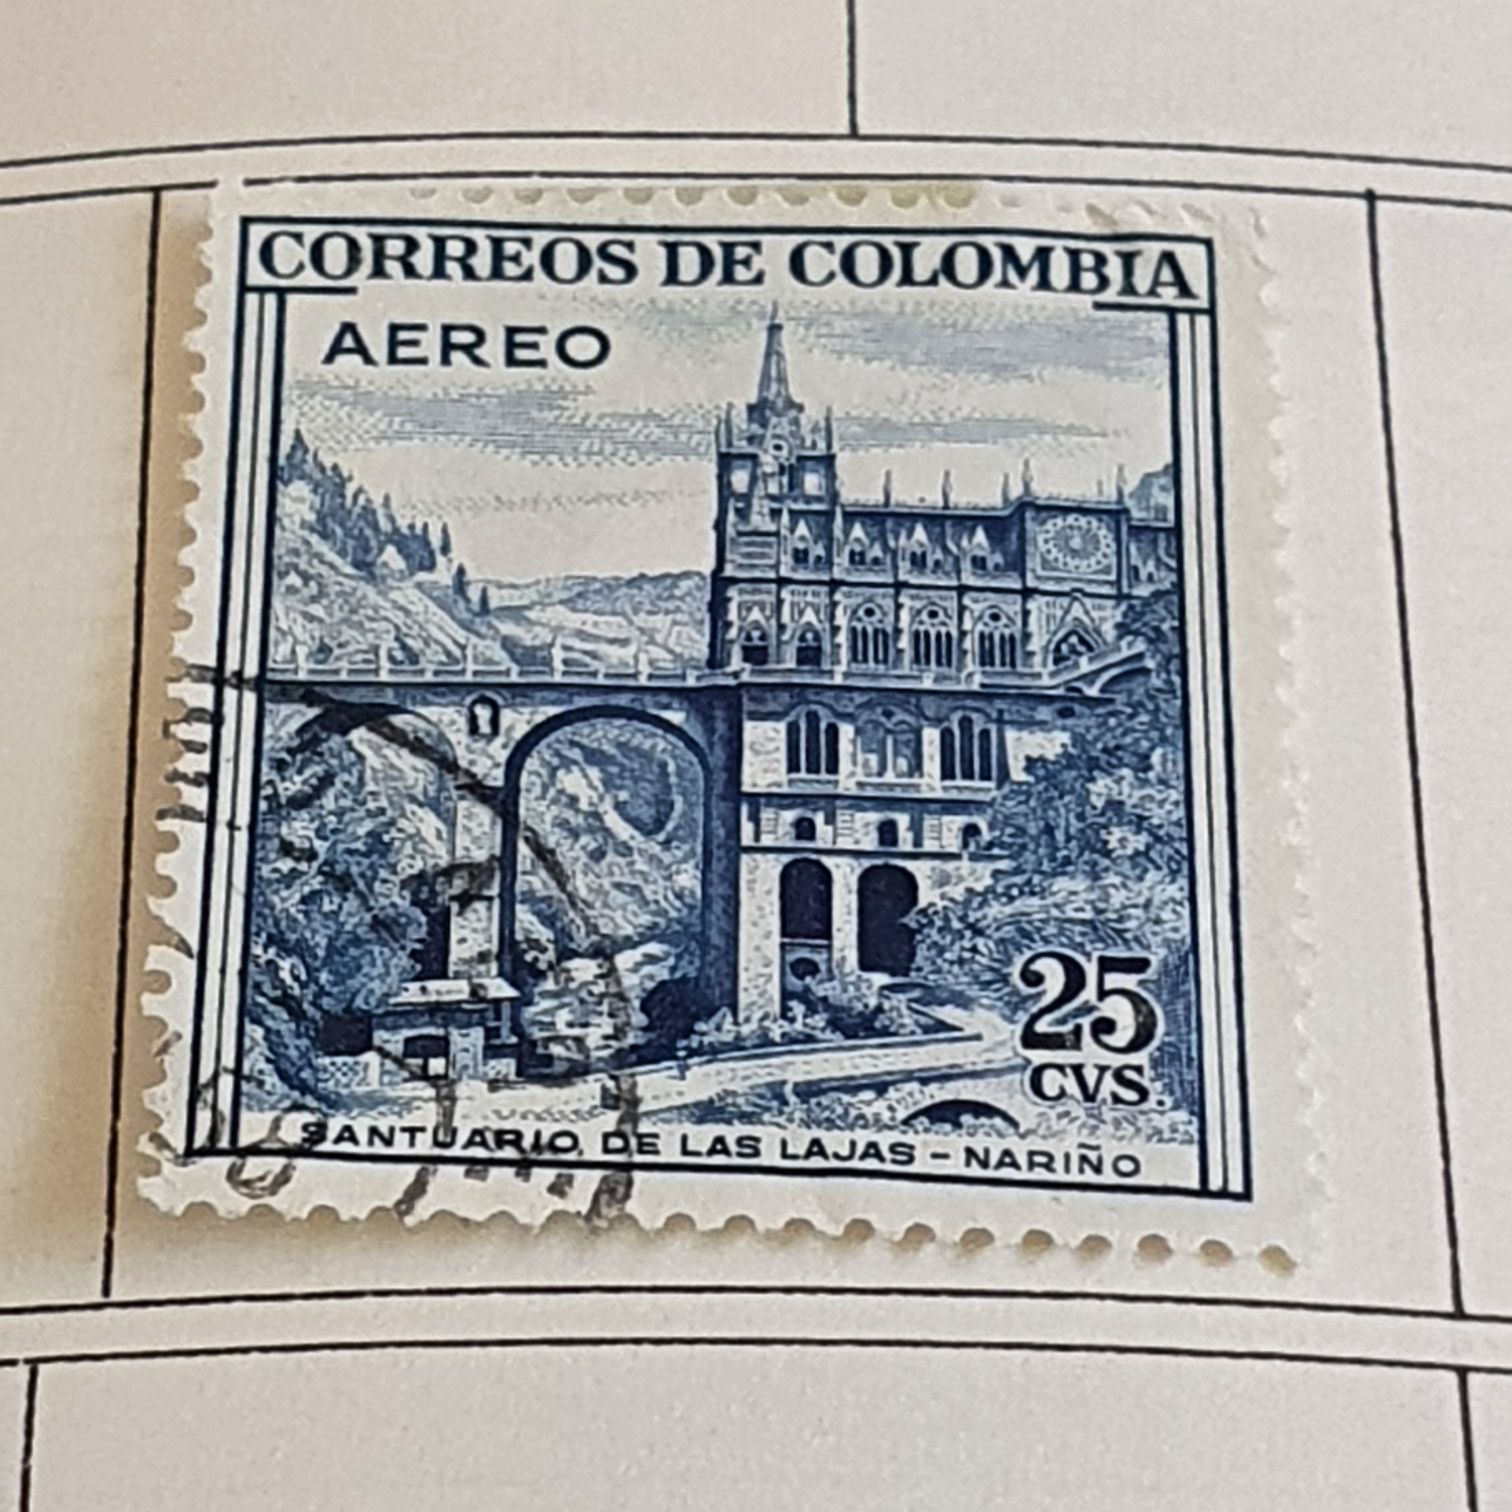 CORREOS DE COLOMBIA
AEREO
25
CVS.
SANTUARIO DE LAS LAJAS – NARIÑO